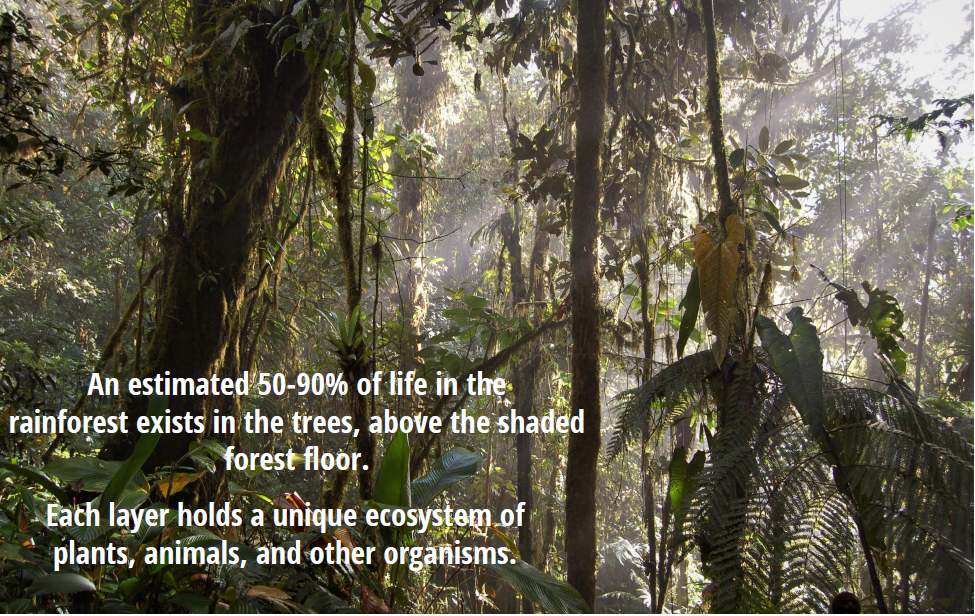 An estimated 50-90% of life in the
rainforest exists in the trees, above the shaded
forest floor.
Each layer holds a unique ecosystem of
plants, animals, and other organisms.